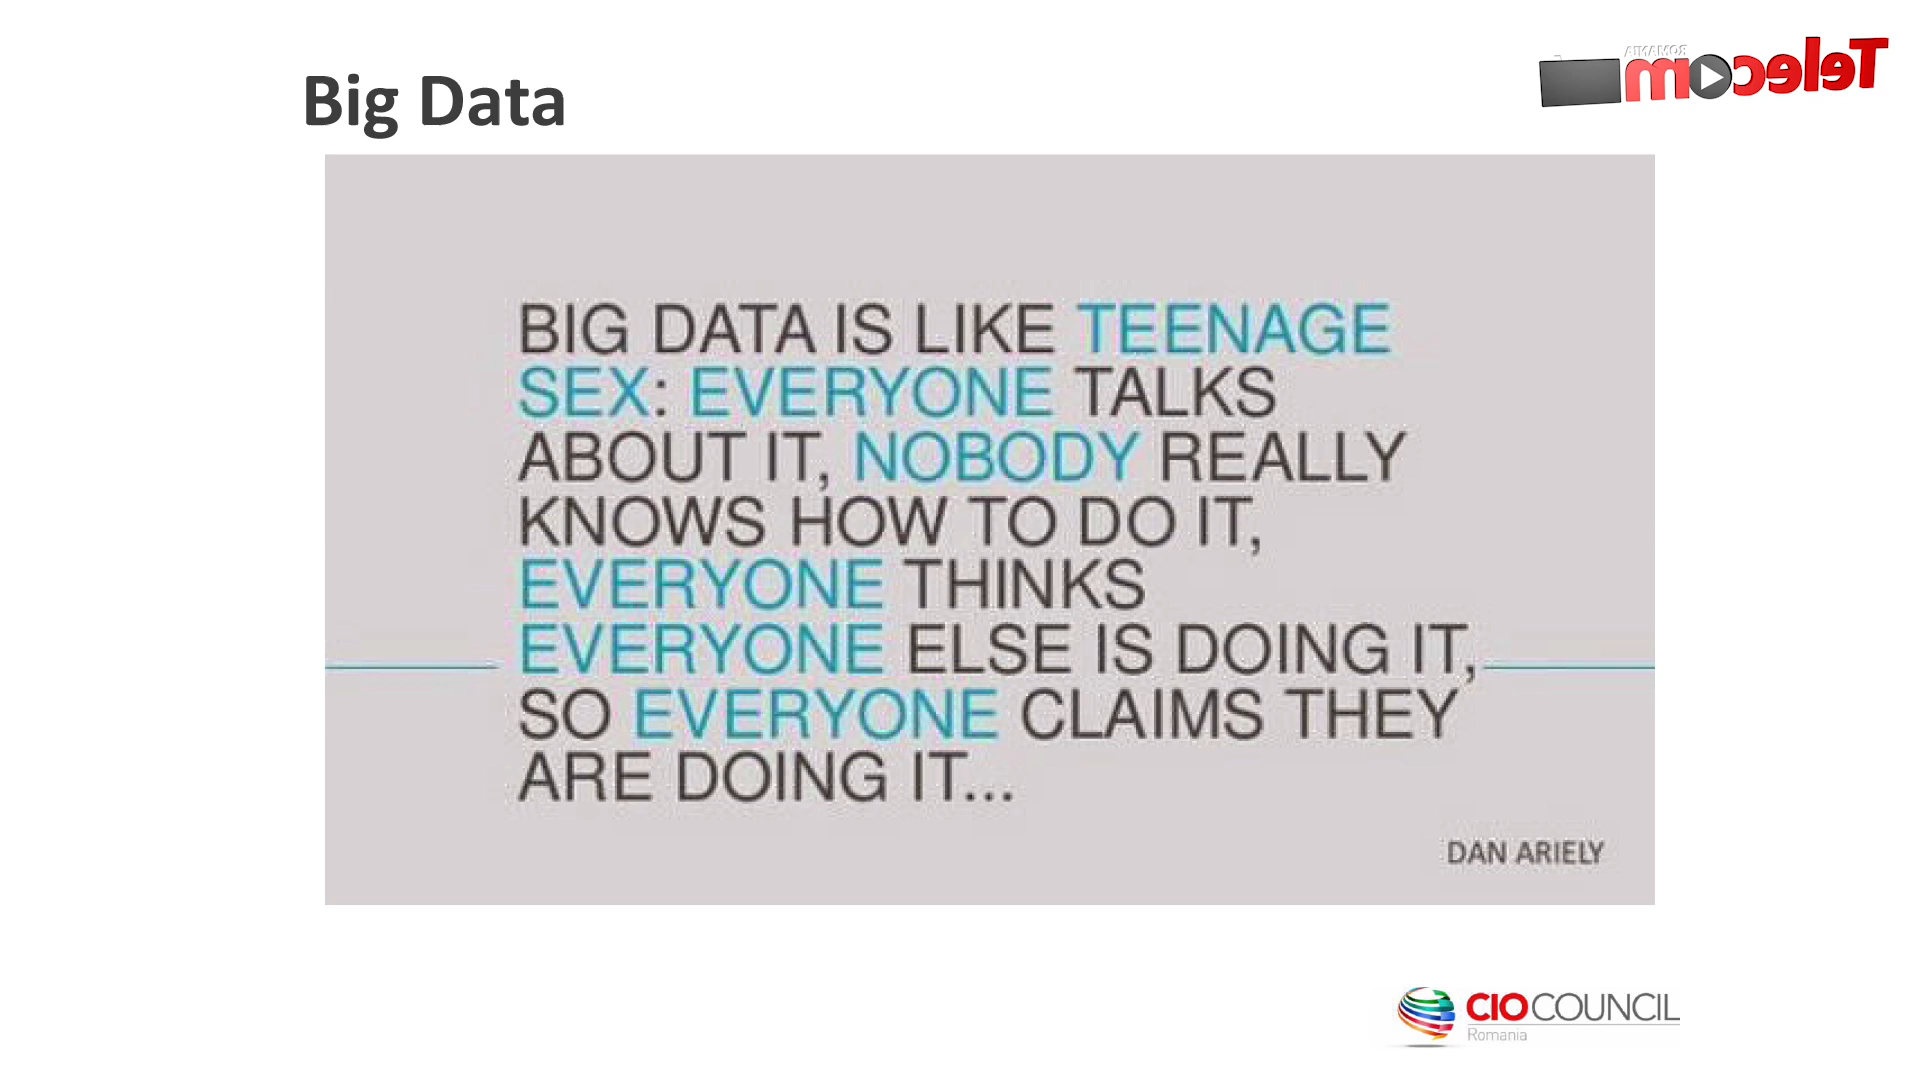 Big Data
ROMANIA
Telecom
BIG DATA IS LIKE TEENAGE
SEX: EVERYONE TALKS
ABOUT IT, NOBODY REALLY
KNOWS HOW TO DO IT,
EVERYONE THINKS
EVERYONE ELSE IS DOING IT,
SO EVERYONE CLAIMS THEY
ARE DOING IT...
DAN ARIELY
CIO COUNCIL
Romania